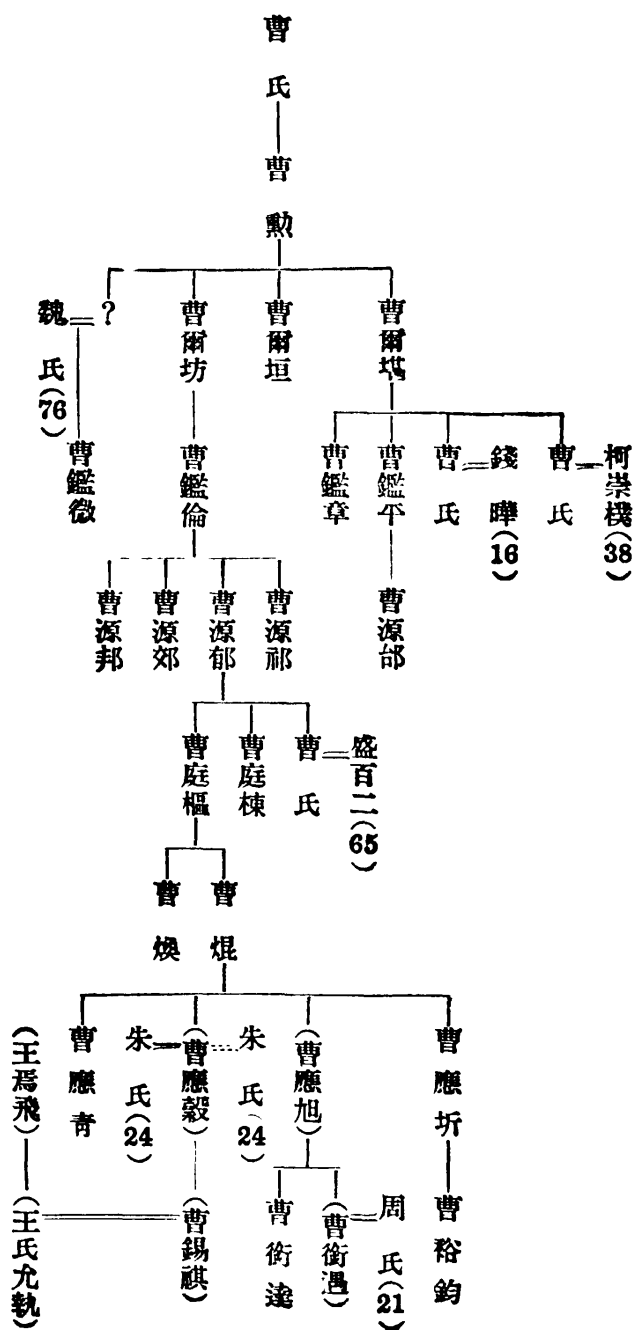 曹氏
曹勳
曹爾堪
曹爾垣
曹爾坊
?
魏氏(76)
柯崇樸(38)
曹氏
錢曄(16)
曹氏
曹鑑平
曹鑑章
曹鑑倫
曹鑑微
曹源邰
曹源祁
曹源郁
曹源郊
曹源邦
盛百二(65)
曹氏
曹庭棟
曹庭樞
曹焜
曹煥
曹應圻
(曹應旭)
朱氏(24)
(曹應穀)
朱氏(24)
曹應青
(王焉飛)
曹裕鈞
周氏(21)
(曹銜遇)
曹銜達
(曹錫祺)
(王氏允執)